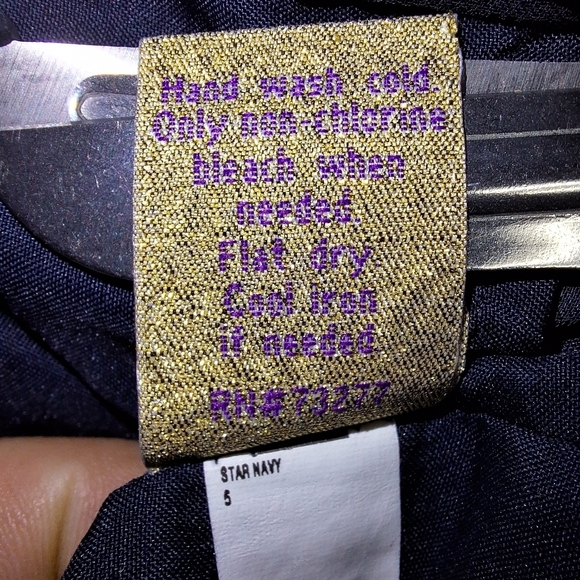 Hand wash cold.
Only non-chlorine
bleach when
needed.
Flat dry
Cool iron
if needed
RN# 73277
STAR NAVY
5